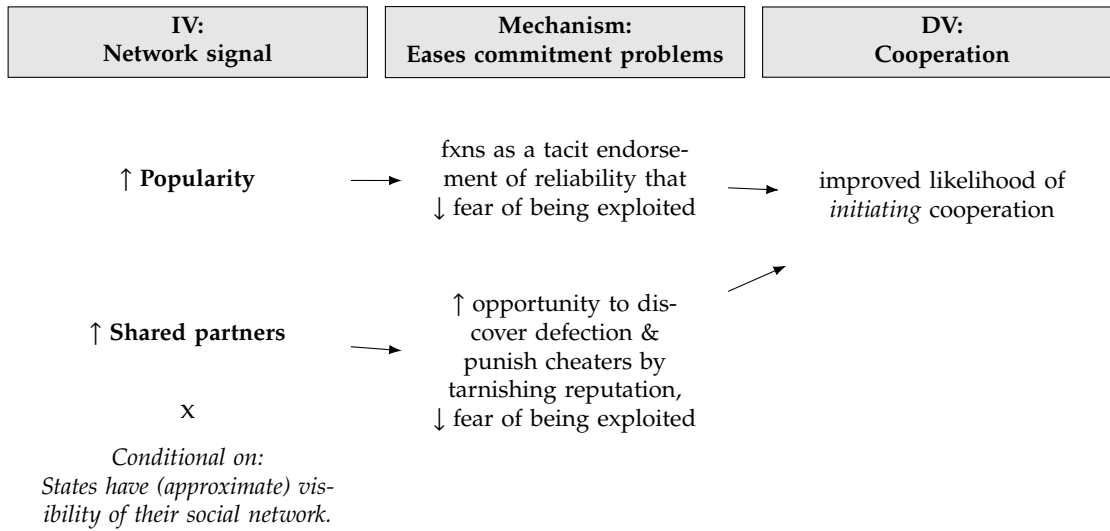 IV:
Network signal
Mechanism:
Eases commitment problems
DV:
Cooperation
↑ Popularity
fxns as a tacit endorse-
ment of reliability that
↓ fear of being exploited
improved likelihood of
initiating cooperation
↑ Shared partners
x
Conditional on:
States have (approximate) vis-
ibility of their social network.
↑ opportunity to dis-
cover defection &
punish cheaters by
tarnishing reputation,
↓ fear of being exploited